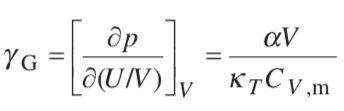 γ_G = [∂p / ∂(U/V)]_V = αV / κ_T C_{V,m}